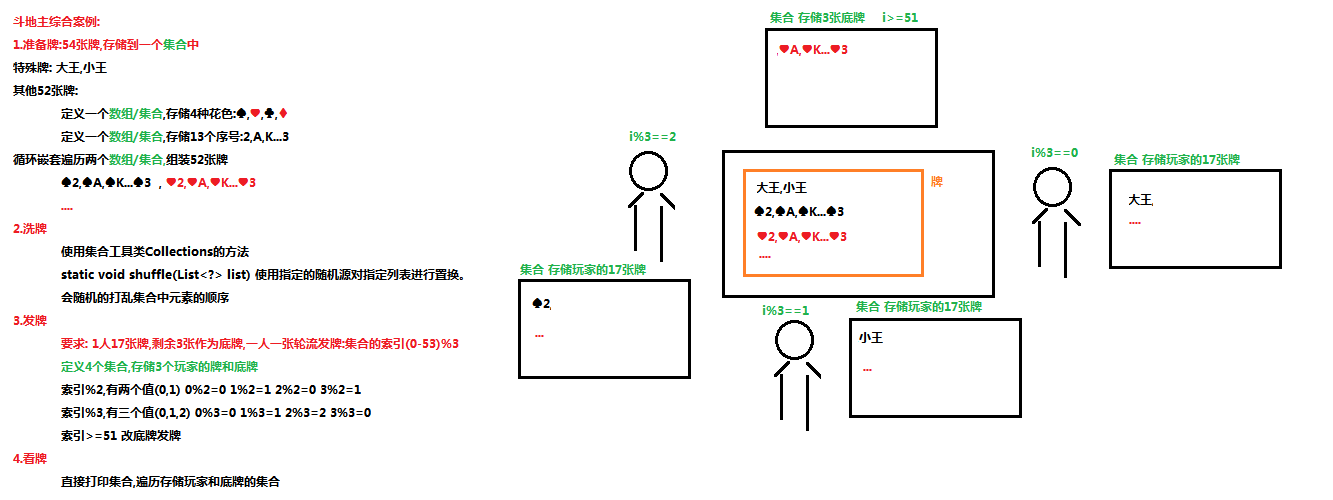 斗地主综合案例:
1.准备牌:54张牌,存储到一个集合中
特殊牌: 大王,小王
其他52张牌:
定义一个数组/集合,存储4种花色:♠,♥,♣,♦
定义一个数组/集合,存储13个序号:2,A,K...3
循环嵌套遍历两个数组/集合,组装52张牌
♠2,♠A,♠K...♠3 , ♥2,♥A,♥K...♥3
....
2.洗牌
使用集合工具类Collections的方法
static void shuffle(List<?> list) 使用指定的随机源对指定列表进行置换。
会随机的打乱集合中元素的顺序
3.发牌
要求: 1人17张牌,剩余3张作为底牌,一人一张轮流发牌:集合的索引(0-53)%3
定义4个集合,存储3个玩家的牌和底牌
索引%2,有两个值(0,1) 0%2=0 1%2=1 2%2=0 3%2=1
索引%3,有三个值(0,1,2) 0%3=0 1%3=1 2%3=2 3%3=0
索引>=51 改底牌发牌
4.看牌
直接打印集合,遍历存储玩家和底牌的集合
集合 存储3张底牌 i>=51
,♥A,♥K...♥3
i%3==2
集合 存储玩家的17张牌
♠2,
...
大王,小王
♠2,♠A,♠K...♠3
♥2,♥A,♥K...♥3
....
牌
i%3==1
集合 存储玩家的17张牌
小王
...
i%3==0
集合 存储玩家的17张牌
大王,
....